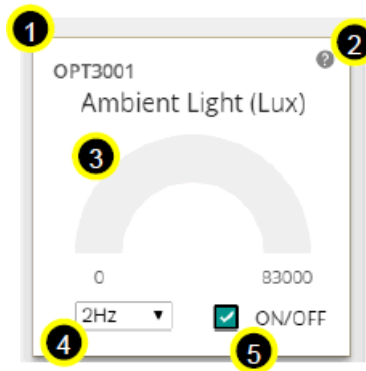 1
2
?
OPT3001
Ambient Light (Lux)
3
0 83000
2Hz ON/OFF
4
5